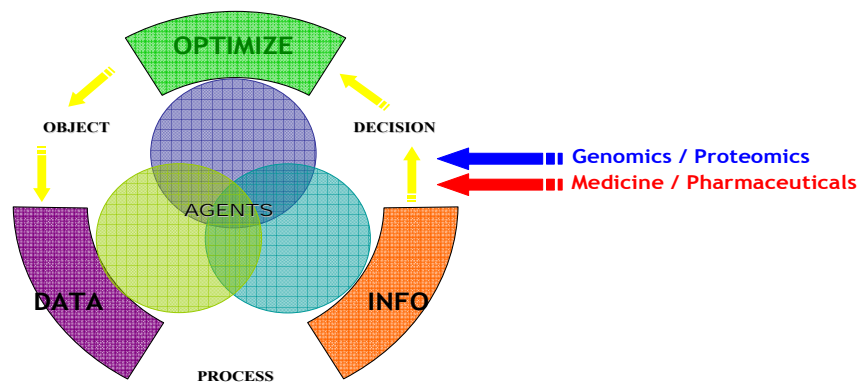 OPTIMIZE
OBJECT
DECISION
Genomics / Proteomics
Medicine / Pharmaceuticals
AGENTS
DATA
INFO
PROCESS